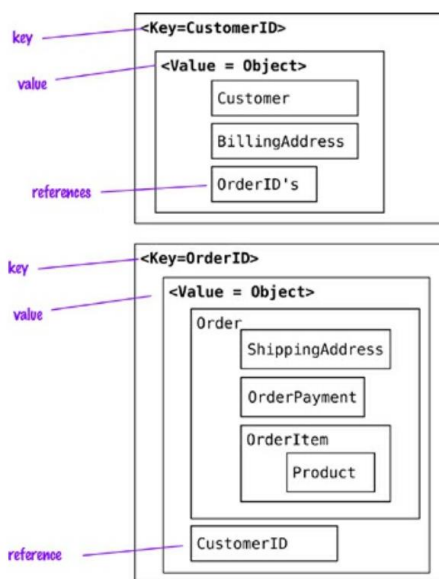 key
<Key=CustomerID>
value
<Value = Object>
Customer
BillingAddress
references
OrderID's
key
<Key=OrderID>
value
<Value = Object>
Order
ShippingAddress
OrderPayment
OrderItem
Product
reference
CustomerID